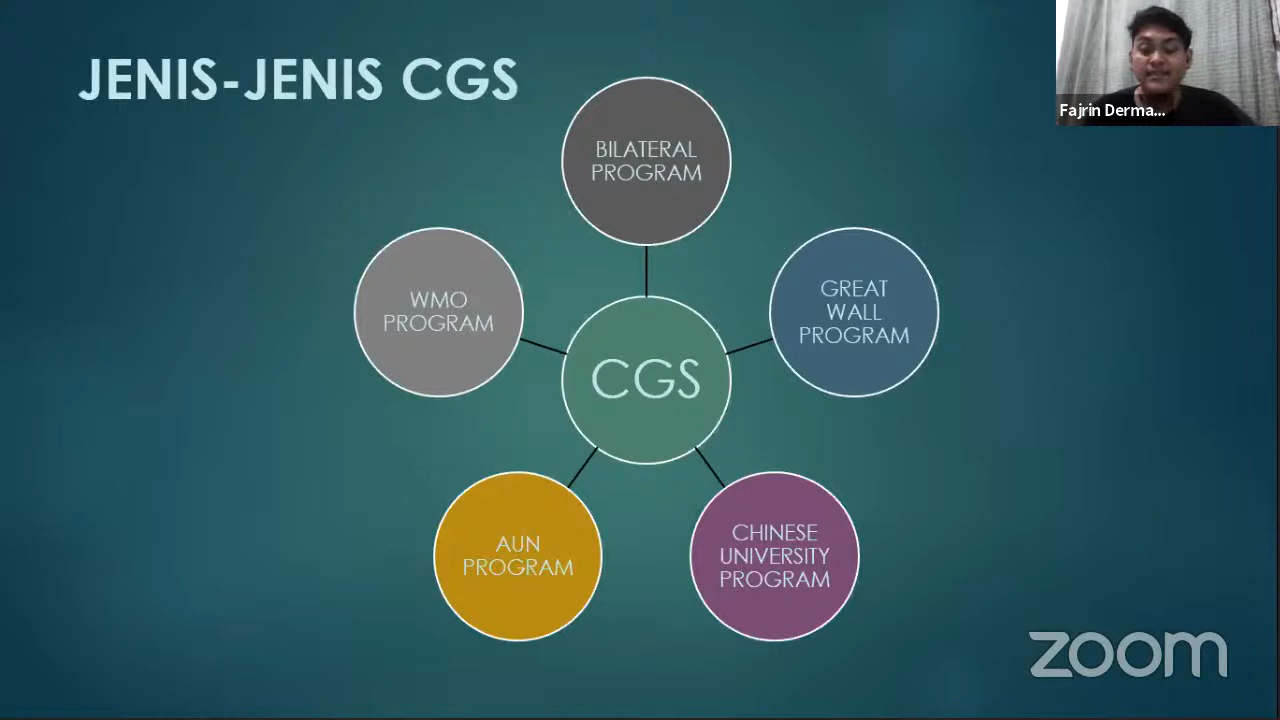 JENIS-JENIS CGS
Fajrin Derma...
BILATERAL
PROGRAM
GREAT
WALL
PROGRAM
WMO
PROGRAM
CGS
CHINESE
UNIVERSITY
PROGRAM
AUN
PROGRAM
zoom